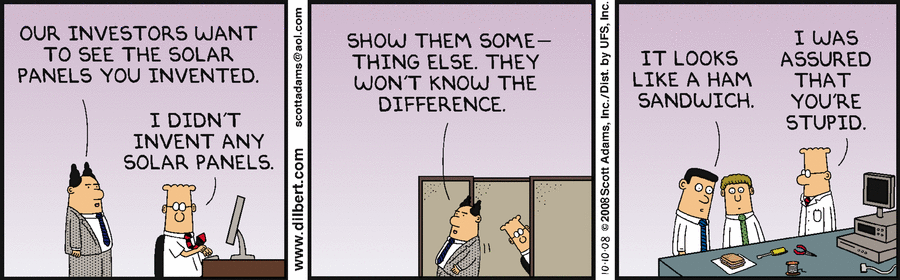 OUR INVESTORS WANT
TO SEE THE SOLAR
PANELS YOU INVENTED.
I DIDN'T
INVENT ANY
SOLAR PANELS.
www.dilbert.com
scottadams@aol.com
SHOW THEM SOME-
THING ELSE. THEY
WON'T KNOW THE
DIFFERENCE.
10-10-08 © 2008 Scott Adams, Inc./Dist. by UFS, Inc.
IT LOOKS
LIKE A HAM
SANDWICH.
I WAS
ASSURED
THAT
YOU'RE
STUPID.